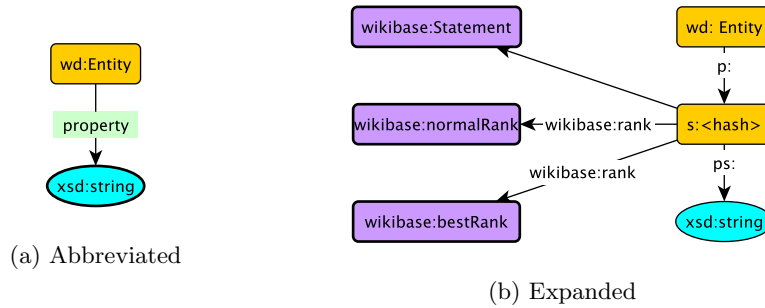 wd:Entity
property
xsd:string
(a) Abbreviated
wikibase:Statement
wd: Entity
p:
wikibase:normalRank
wikibase:rank
s:<hash>
wikibase:rank
ps:
wikibase:bestRank
xsd:string
(b) Expanded